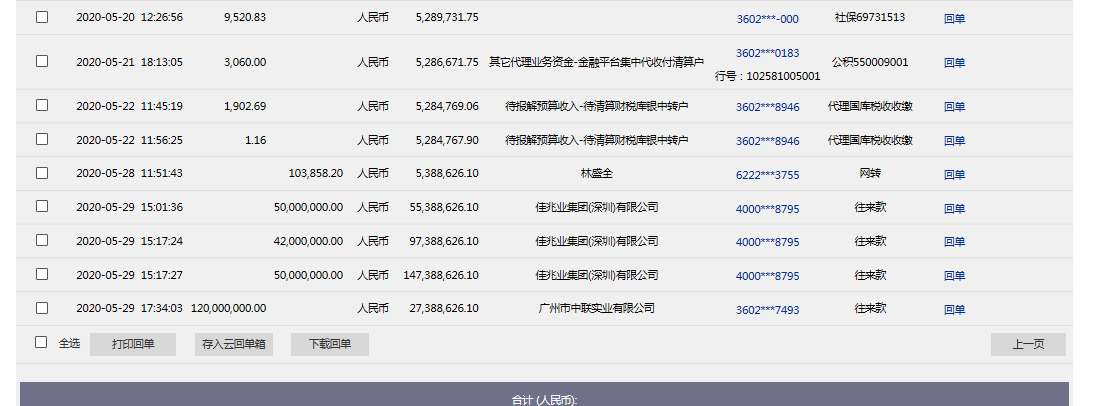 2020-05-20 12:26:56 9,520.83 人民币 5,289,731.75 3602***-000 社保69731513 回单
2020-05-21 18:13:05 3,060.00 人民币 5,286,671.75 其它代理业务资金-金融平台集中代收付清算户 3602***0183 公积550009001 回单
行号：102581005001
2020-05-22 11:45:19 1,902.69 人民币 5,284,769.06 待报解预算收入-待清算财税库银中转户 3602***8946 代理国库税收收缴 回单
2020-05-22 11:56:25 1.16 人民币 5,284,767.90 待报解预算收入-待清算财税库银中转户 3602***8946 代理国库税收收缴 回单
2020-05-28 11:51:43 103,858.20 人民币 5,388,626.10 林盛全 6222***3755 网转 回单
2020-05-29 15:01:36 50,000,000.00 人民币 55,388,626.10 佳兆业集团(深圳)有限公司 4000***8795 往来款 回单
2020-05-29 15:17:24 42,000,000.00 人民币 97,388,626.10 佳兆业集团(深圳)有限公司 4000***8795 往来款 回单
2020-05-29 15:17:27 50,000,000.00 人民币 147,388,626.10 佳兆业集团(深圳)有限公司 4000***8795 往来款 回单
2020-05-29 17:34:03 120,000,000.00 人民币 27,388,626.10 广州市中联实业有限公司 3602***7493 往来款 回单
全选 打印回单 存入云回单箱 下载回单 上一页
合计 (人民币):